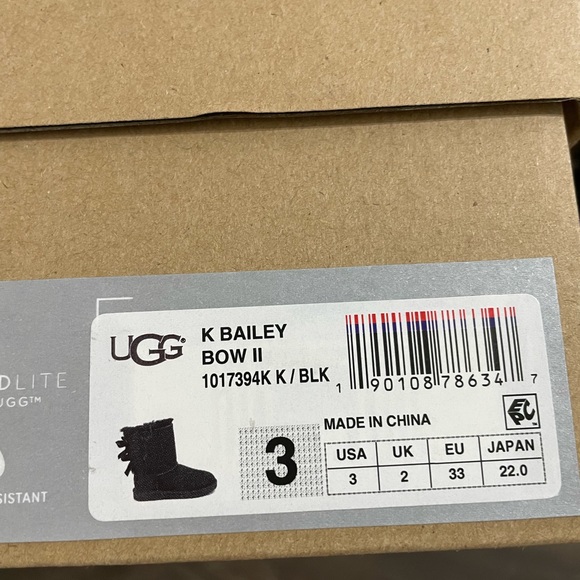 DLITE
UGG™
SISTANT
UGG
K BAILEY
BOW II
1017394K K / BLK
1 90108 78634 7
3
MADE IN CHINA
USA UK EU JAPAN
3 2 33 22.0